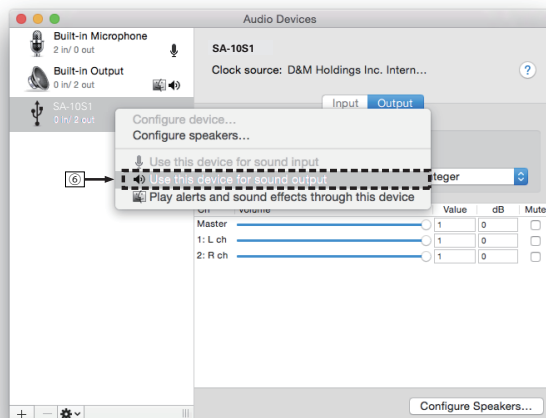 Audio Devices
Built-in Microphone
2 in/ 0 out
Built-in Output
0 in/ 2 out
SA-10S1
0 in/ 2 out
SA-10S1
Clock source: D&M Holdings Inc. Intern...
?
Input Output
Configure device...
Configure speakers...
Use this device for sound input
⑥ Use this device for sound output
Play alerts and sound effects through this device
teger
Ch Volume Value dB Mute
Master 1 0
1: L ch 1 0
2: R ch 1 0
Configure Speakers...